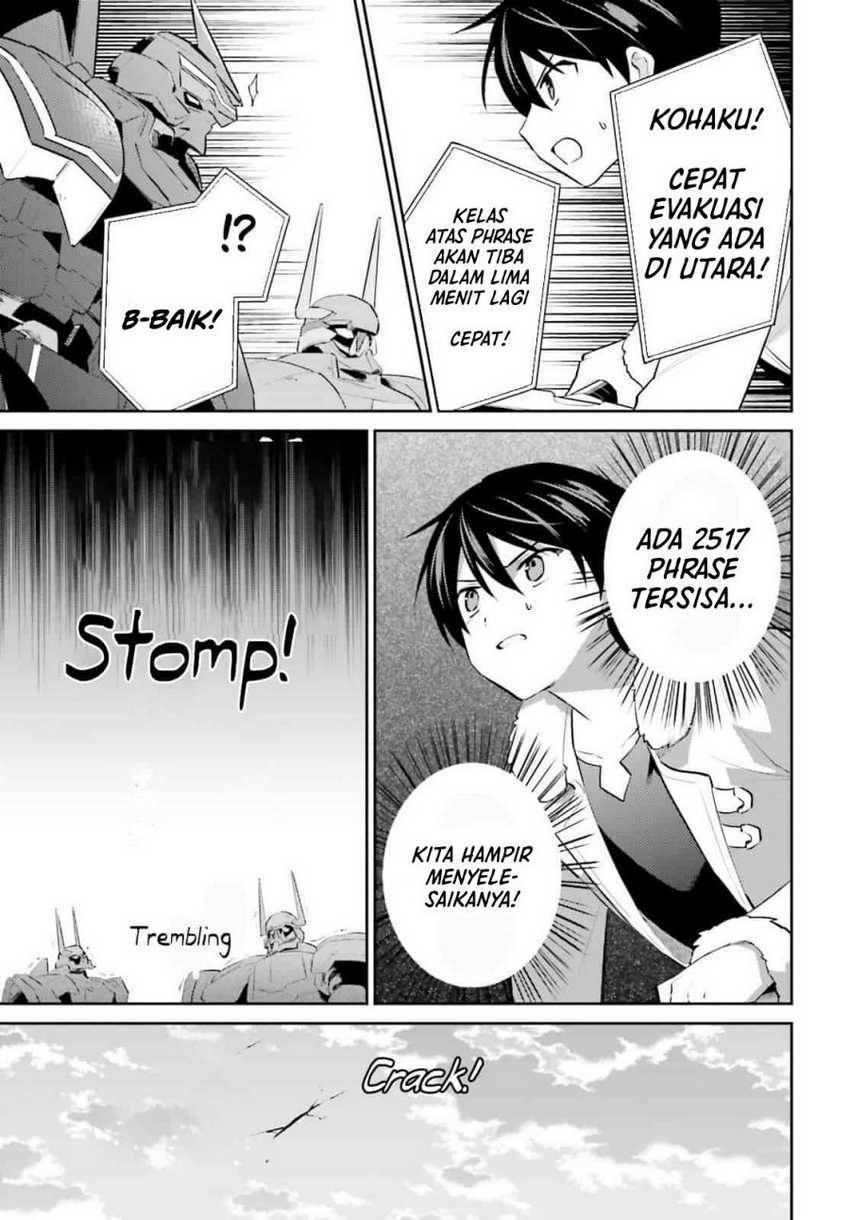 KOHAKU!
CEPAT
EVAKUASI
YANG ADA
DI UTARA!
KELAS
ATAS PHRASE
AKAN TIBA
DALAM LIMA
MENIT LAGI
CEPAT!
!?
B-BAIK!
ADA 2517
PHRASE
TERSISA...
KITA HAMPIR
MENYELE-
SAIKANYA!
Stomp!
Trembling
Crack!